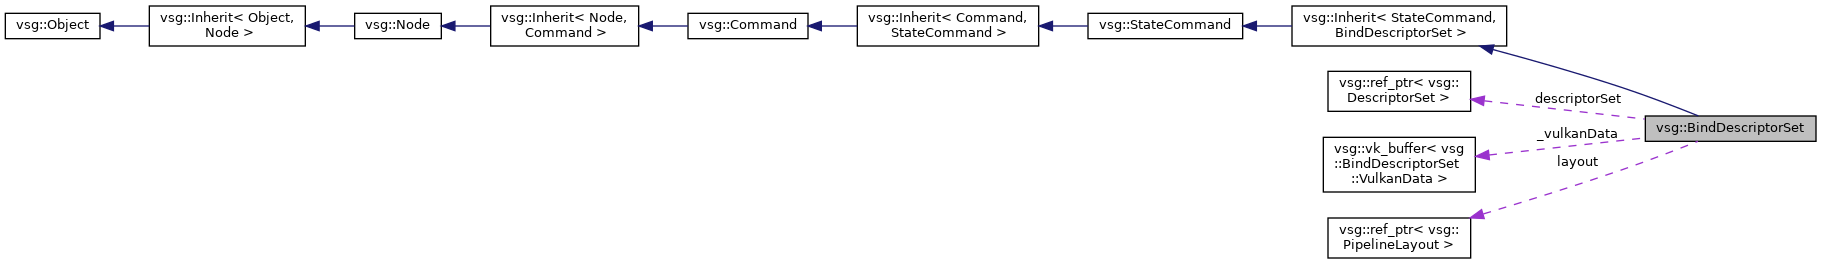 vsg::Object
vsg::Inherit< Object,
Node >
vsg::Node
vsg::Inherit< Node,
Command >
vsg::Command
vsg::Inherit< Command,
StateCommand >
vsg::StateCommand
vsg::Inherit< StateCommand,
BindDescriptorSet >
vsg::ref_ptr< vsg::
DescriptorSet >
descriptorSet
vsg::BindDescriptorSet
_vulkanData
vsg::vk_buffer< vsg
::BindDescriptorSet
::VulkanData >
layout
vsg::ref_ptr< vsg::
PipelineLayout >